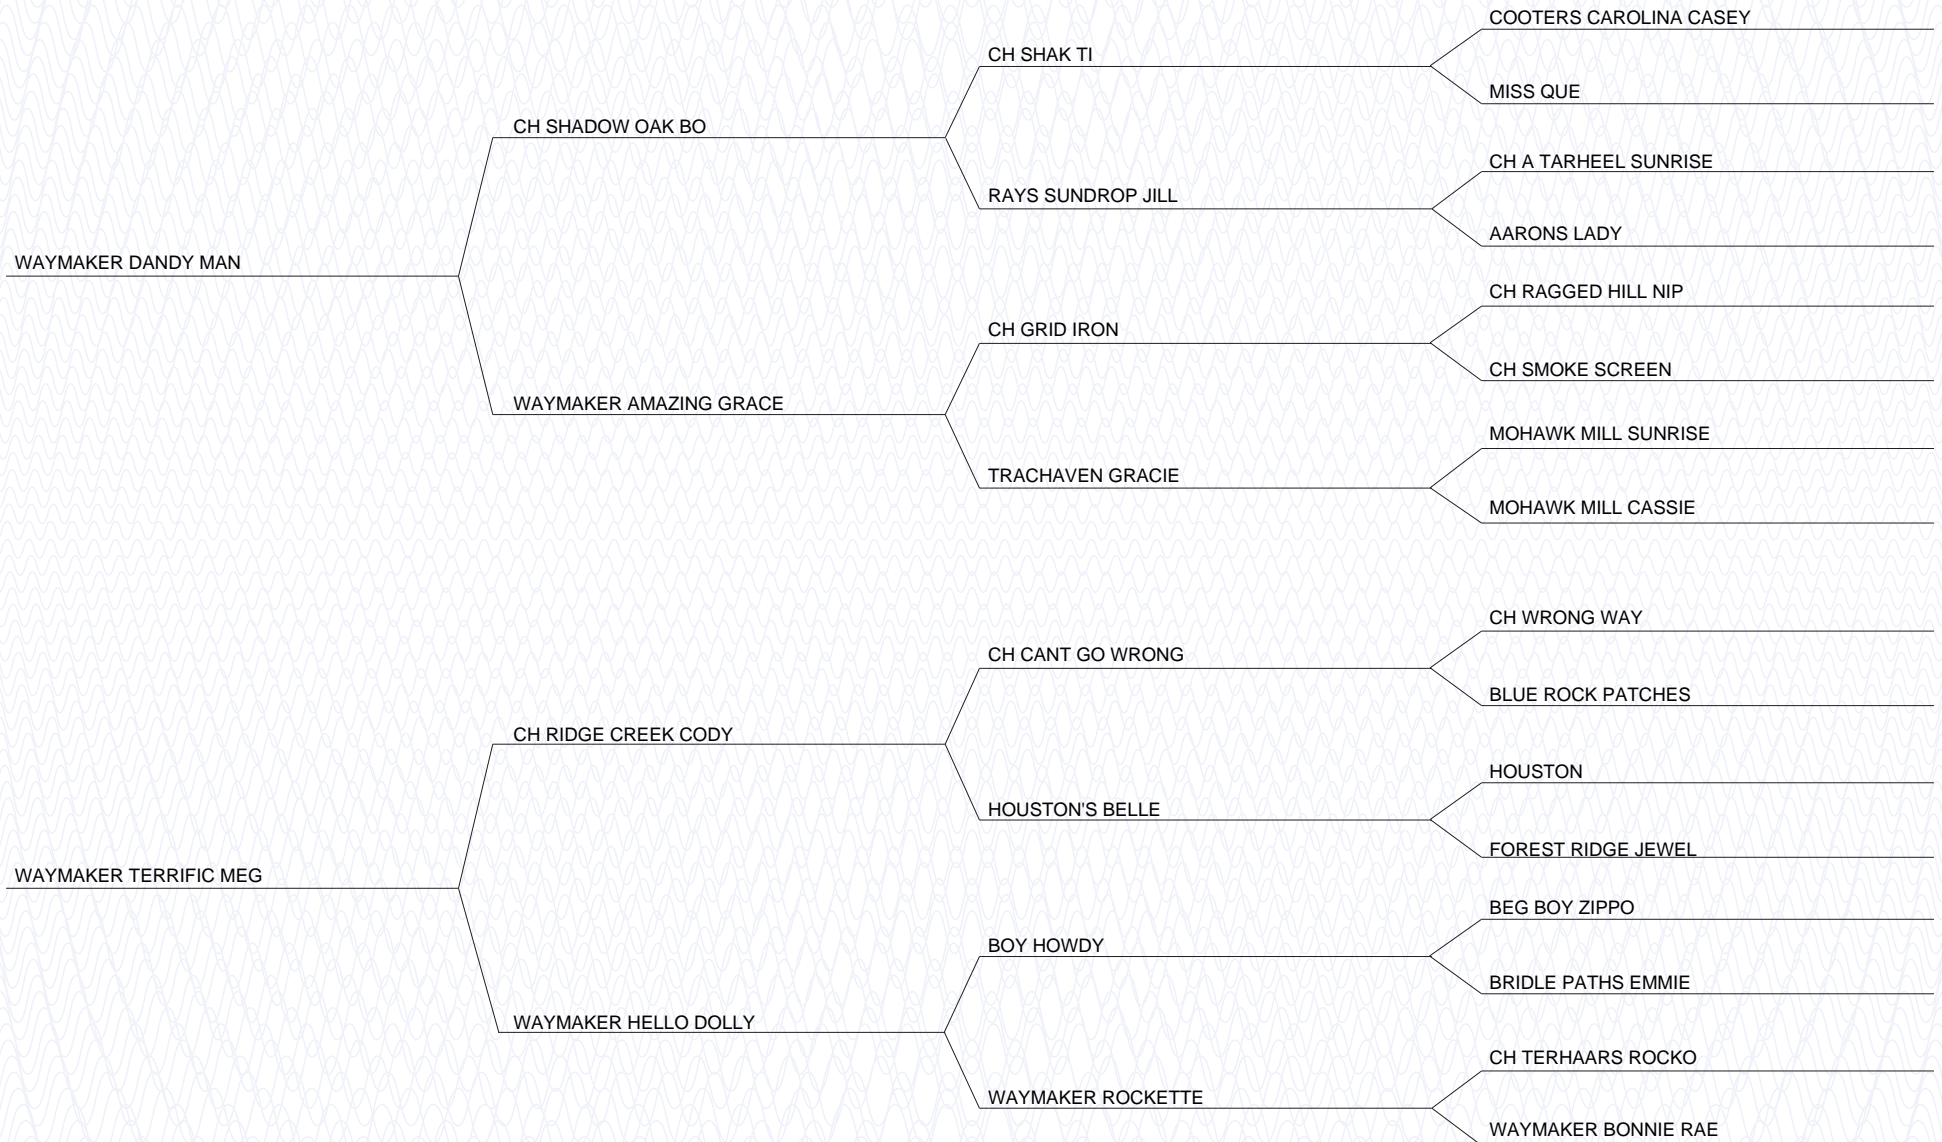 COOTERS CAROLINA CASEY
CH SHAK TI
MISS QUE
CH SHADOW OAK BO
CH A TARHEEL SUNRISE
RAYS SUNDROP JILL
AARONS LADY
WAYMAKER DANDY MAN
CH RAGGED HILL NIP
CH GRID IRON
CH SMOKE SCREEN
WAYMAKER AMAZING GRACE
MOHAWK MILL SUNRISE
TRACHAVEN GRACIE
MOHAWK MILL CASSIE
CH WRONG WAY
CH CANT GO WRONG
BLUE ROCK PATCHES
CH RIDGE CREEK CODY
HOUSTON
HOUSTON'S BELLE
FOREST RIDGE JEWEL
WAYMAKER TERRIFIC MEG
BEG BOY ZIPPO
BOY HOWDY
BRIDLE PATHS EMMIE
WAYMAKER HELLO DOLLY
CH TERHAARS ROCKO
WAYMAKER ROCKETTE
WAYMAKER BONNIE RAE